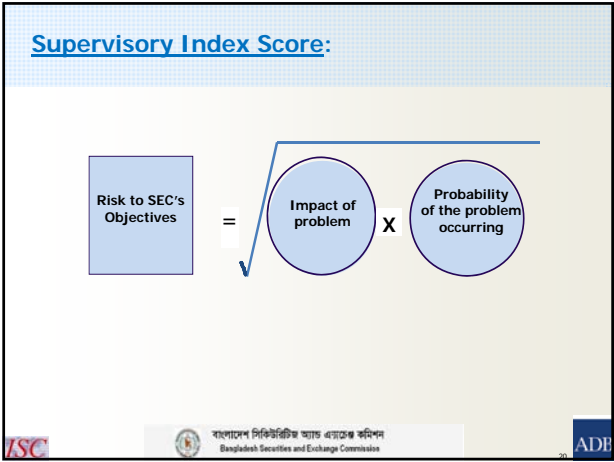 Supervisory Index Score:
Risk to SEC's
Objectives
=
√
Impact of
problem
X
Probability
of the problem
occurring
ISC
বাংলাদেশ সিকিউরিটিজ অ্যান্ড এক্সচেঞ্জ কমিশন
Bangladesh Securities and Exchange Commission
20
ADB